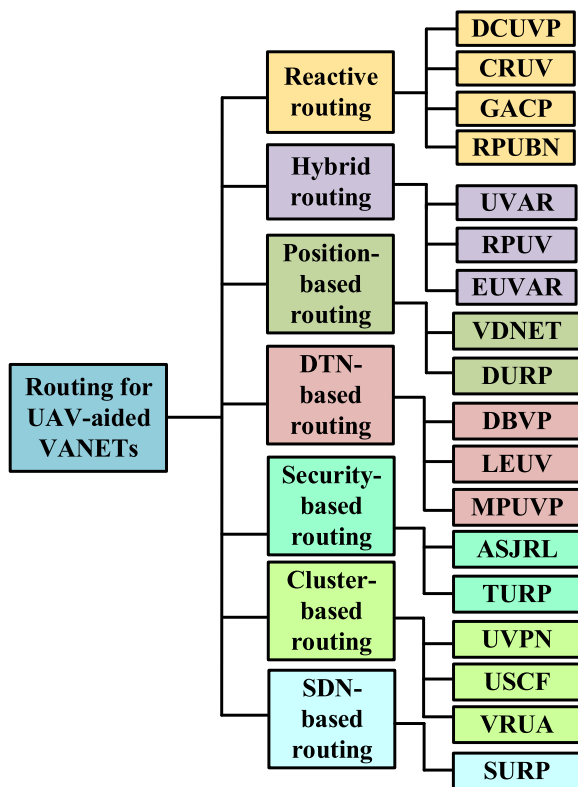 Routing for
UAV-aided
VANETs
Reactive
routing
DCUVP
CRUV
GACP
RPUBN
Hybrid
routing
UVAR
RPUV
EUVAR
Position-
based
routing
VDNET
DURP
DTN-
based
routing
DBVP
LEUV
MPUVP
Security-
based
routing
ASJRL
TURP
Cluster-
based
routing
UVPN
USCF
VRUA
SDN-
based
routing
SURP